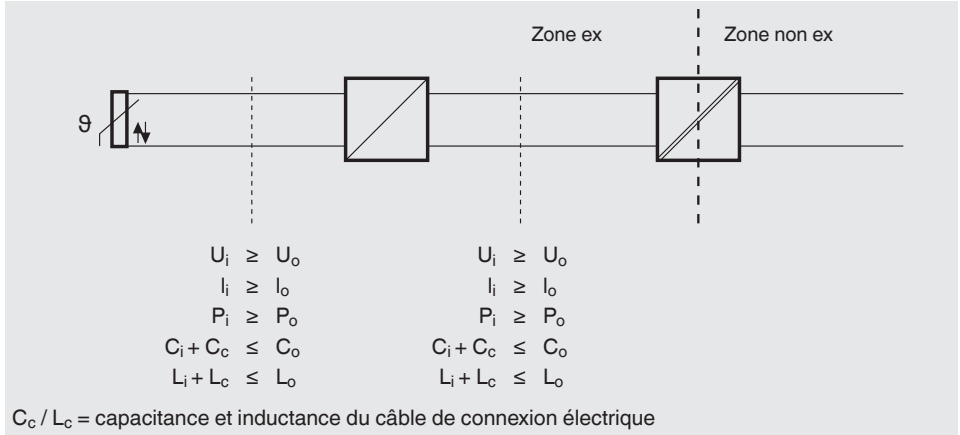 Zone ex
Zone non ex
ϑ
Uᵢ ≥ Uₒ
Iᵢ ≥ Iₒ
Pᵢ ≥ Pₒ
Cᵢ + C꜀ ≤ Cₒ
Lᵢ + L꜀ ≤ Lₒ
Uᵢ ≥ Uₒ
Iᵢ ≥ Iₒ
Pᵢ ≥ Pₒ
Cᵢ + C꜀ ≤ Cₒ
Lᵢ + L꜀ ≤ Lₒ
C꜀ / L꜀ = capacitance et inductance du câble de connexion électrique